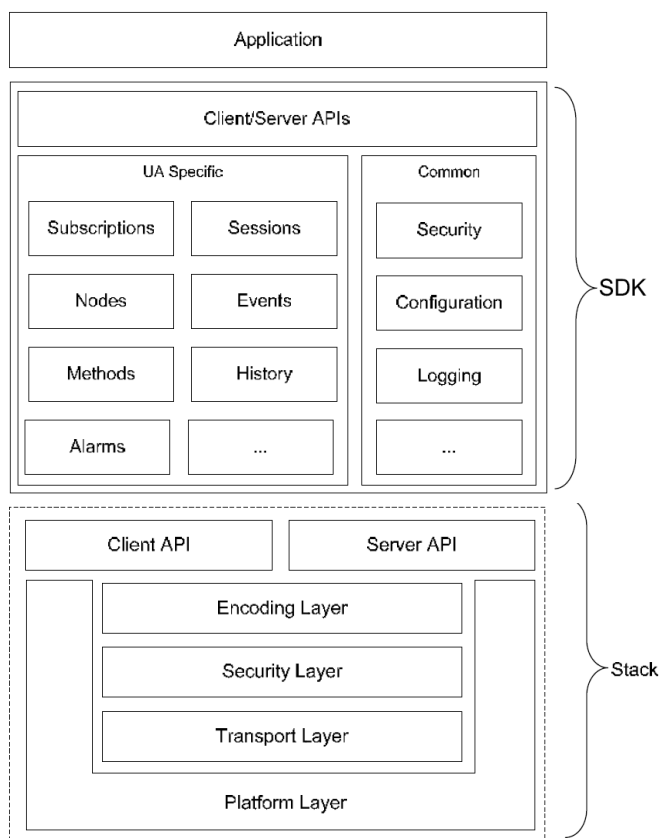 Application
Client/Server APIs
UA Specific
Common
Subscriptions
Sessions
Security
Nodes
Events
Configuration
Methods
History
Logging
Alarms
...
...
SDK
Client API
Server API
Encoding Layer
Security Layer
Transport Layer
Platform Layer
Stack